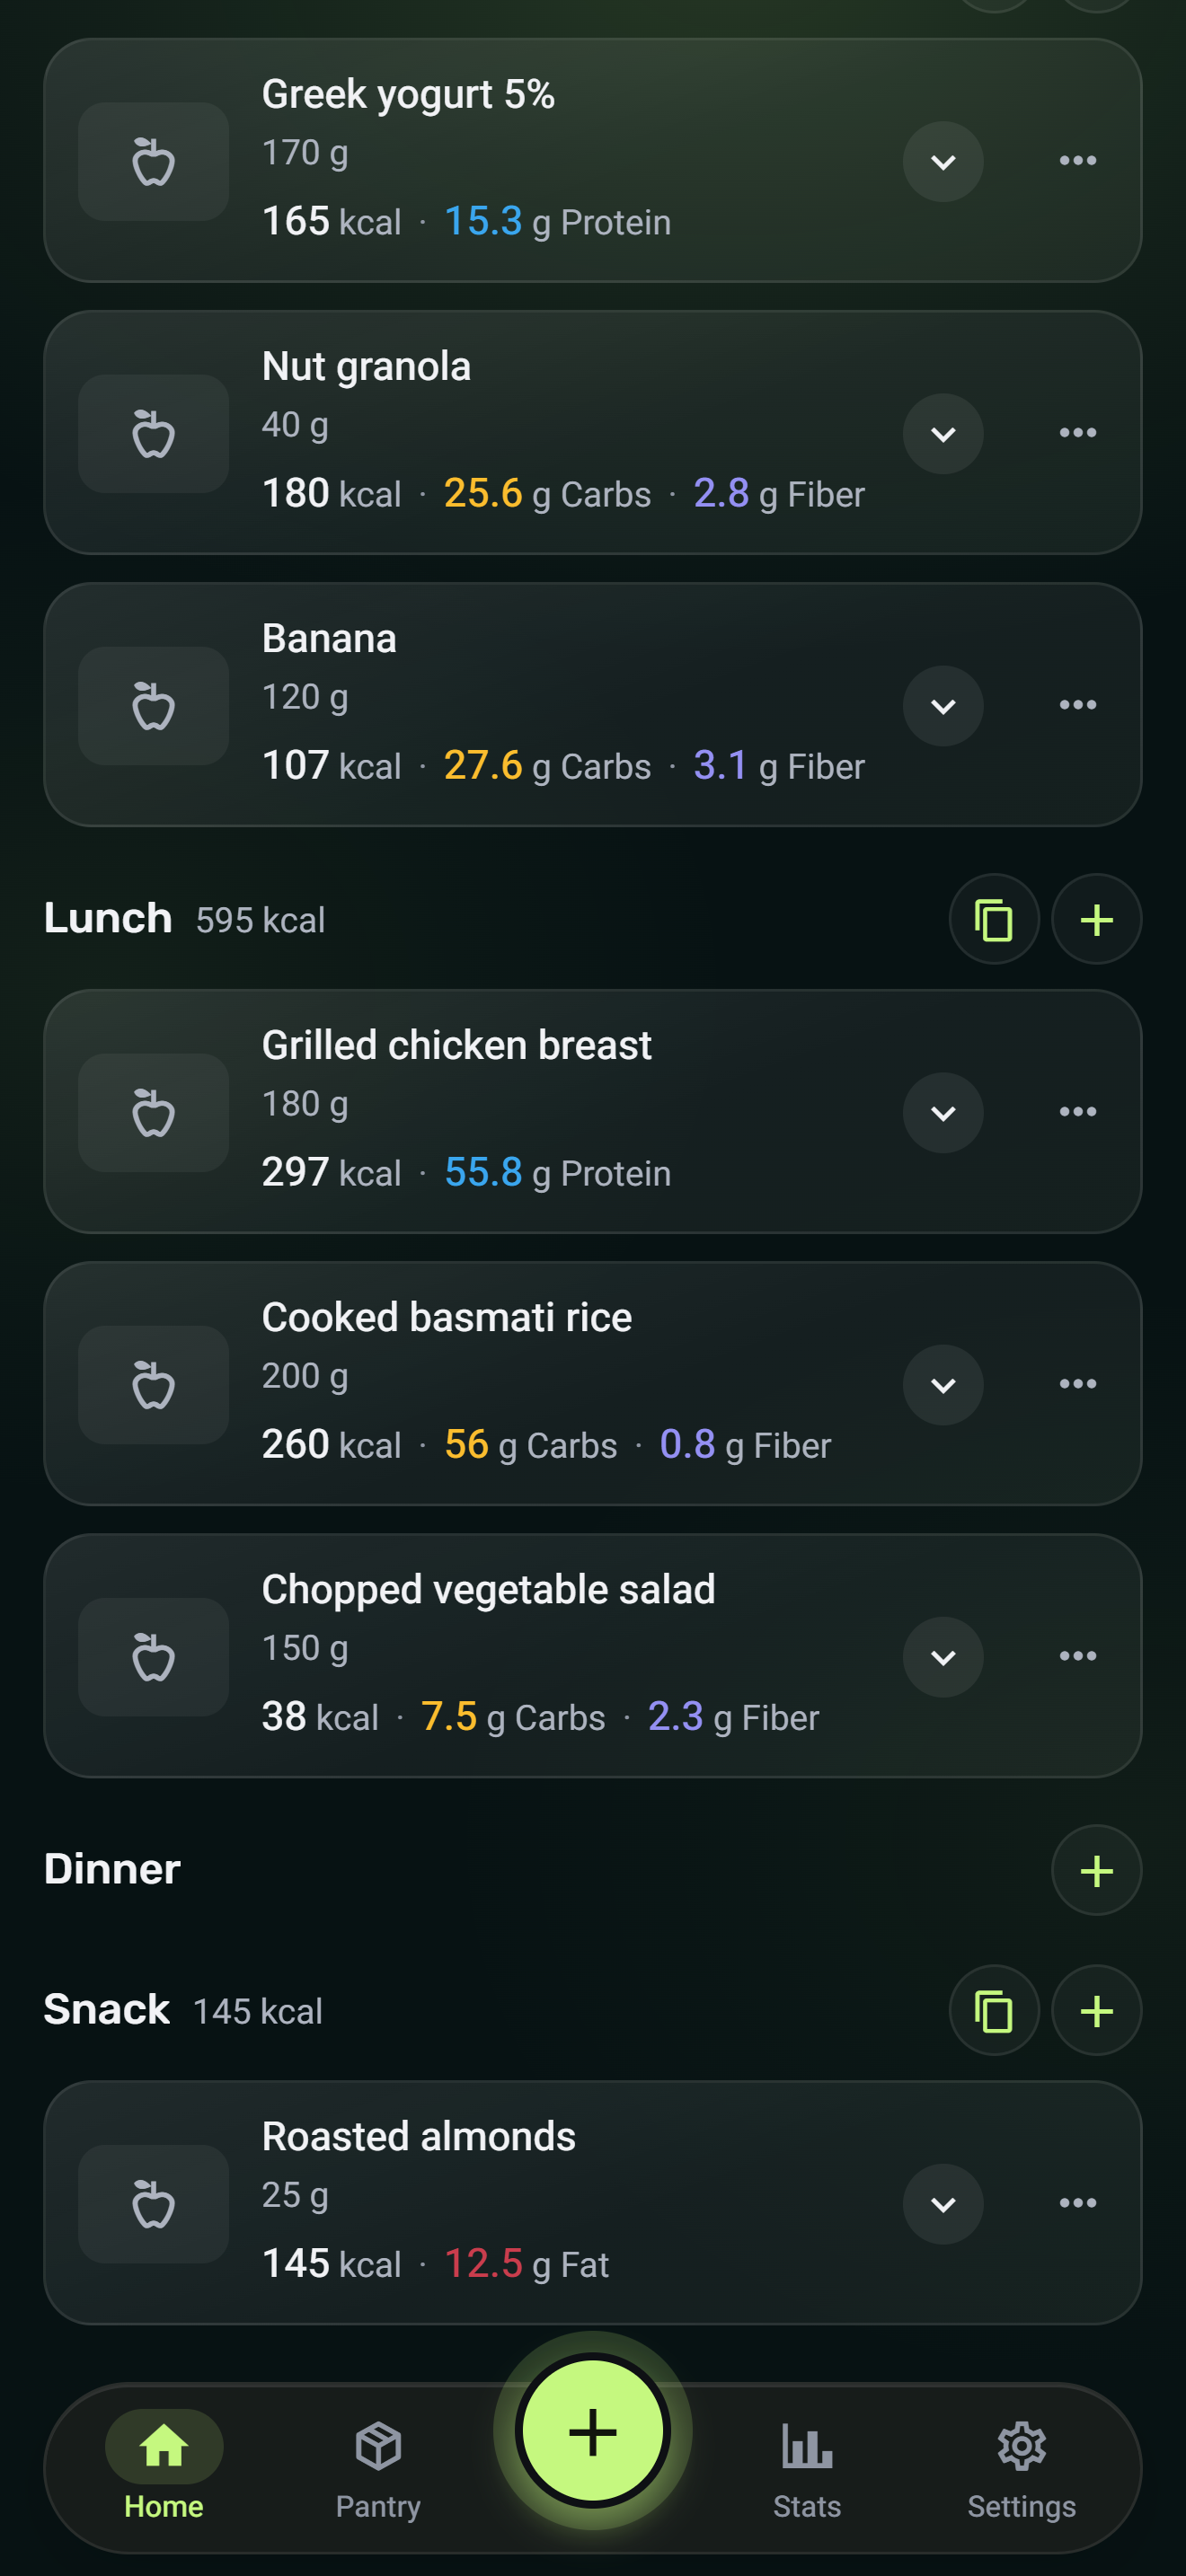 Greek yogurt 5%
170 g
165 kcal · 15.3 g Protein
Nut granola
40 g
180 kcal · 25.6 g Carbs · 2.8 g Fiber
Banana
120 g
107 kcal · 27.6 g Carbs · 3.1 g Fiber
Lunch 595 kcal
Grilled chicken breast
180 g
297 kcal · 55.8 g Protein
Cooked basmati rice
200 g
260 kcal · 56 g Carbs · 0.8 g Fiber
Chopped vegetable salad
150 g
38 kcal · 7.5 g Carbs · 2.3 g Fiber
Dinner
Snack 145 kcal
Roasted almonds
25 g
145 kcal · 12.5 g Fat
Home Pantry Stats Settings